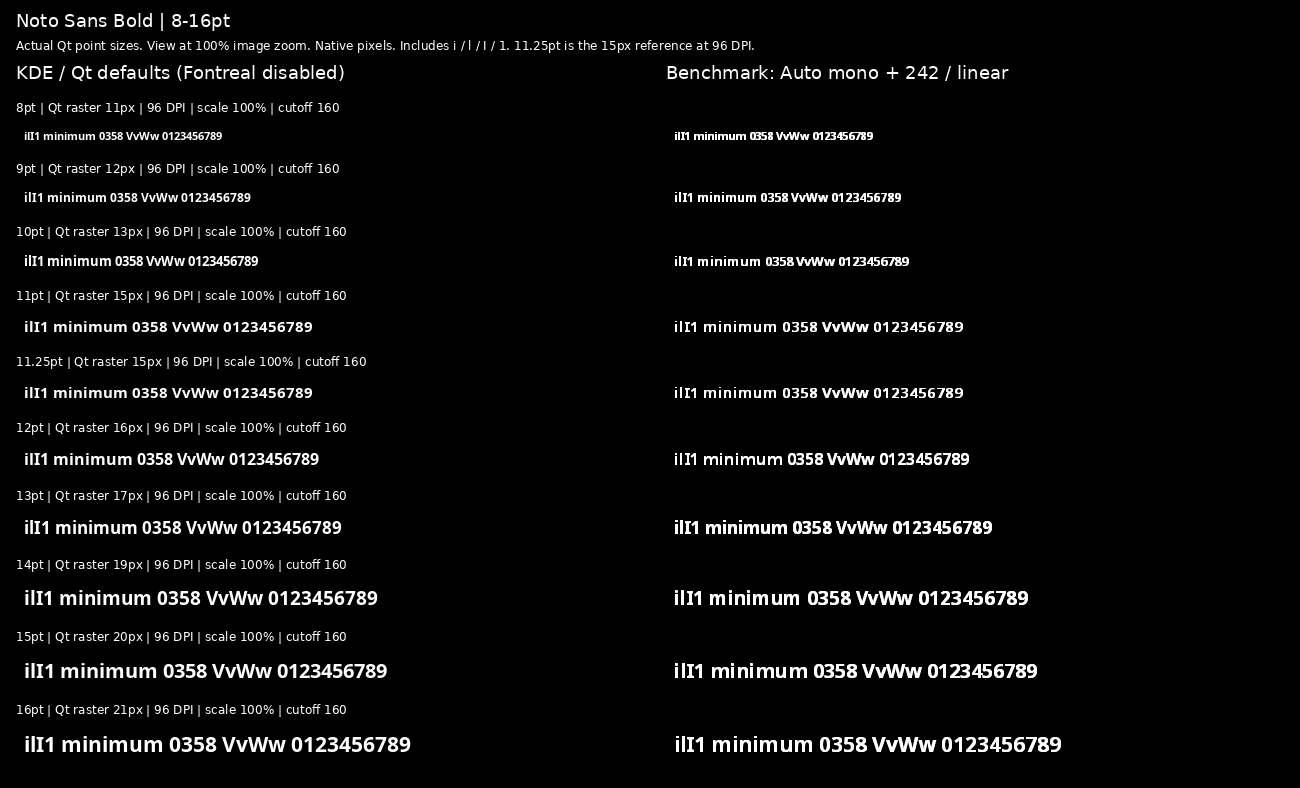 Noto Sans Bold | 8-16pt
Actual Qt point sizes. View at 100% image zoom. Native pixels. Includes i / l / I / 1. 11.25pt is the 15px reference at 96 DPI.
KDE / Qt defaults (Fontreal disabled)
Benchmark: Auto mono + 242 / linear
8pt | Qt raster 11px | 96 DPI | scale 100% | cutoff 160
ilI1 minimum 0358 VvWw 0123456789
ilI1 minimum 0358 VvWw 0123456789
9pt | Qt raster 12px | 96 DPI | scale 100% | cutoff 160
ilI1 minimum 0358 VvWw 0123456789
ilI1 minimum 0358 VvWw 0123456789
10pt | Qt raster 13px | 96 DPI | scale 100% | cutoff 160
ilI1 minimum 0358 VvWw 0123456789
ilI1 minimum 0358 VvWw 0123456789
11pt | Qt raster 15px | 96 DPI | scale 100% | cutoff 160
ilI1 minimum 0358 VvWw 0123456789
ilI1 minimum 0358 VvWw 0123456789
11.25pt | Qt raster 15px | 96 DPI | scale 100% | cutoff 160
ilI1 minimum 0358 VvWw 0123456789
ilI1 minimum 0358 VvWw 0123456789
12pt | Qt raster 16px | 96 DPI | scale 100% | cutoff 160
ilI1 minimum 0358 VvWw 0123456789
ilI1 minimum 0358 VvWw 0123456789
13pt | Qt raster 17px | 96 DPI | scale 100% | cutoff 160
ilI1 minimum 0358 VvWw 0123456789
ilI1 minimum 0358 VvWw 0123456789
14pt | Qt raster 19px | 96 DPI | scale 100% | cutoff 160
ilI1 minimum 0358 VvWw 0123456789
ilI1 minimum 0358 VvWw 0123456789
15pt | Qt raster 20px | 96 DPI | scale 100% | cutoff 160
ilI1 minimum 0358 VvWw 0123456789
ilI1 minimum 0358 VvWw 0123456789
16pt | Qt raster 21px | 96 DPI | scale 100% | cutoff 160
ilI1 minimum 0358 VvWw 0123456789
ilI1 minimum 0358 VvWw 0123456789